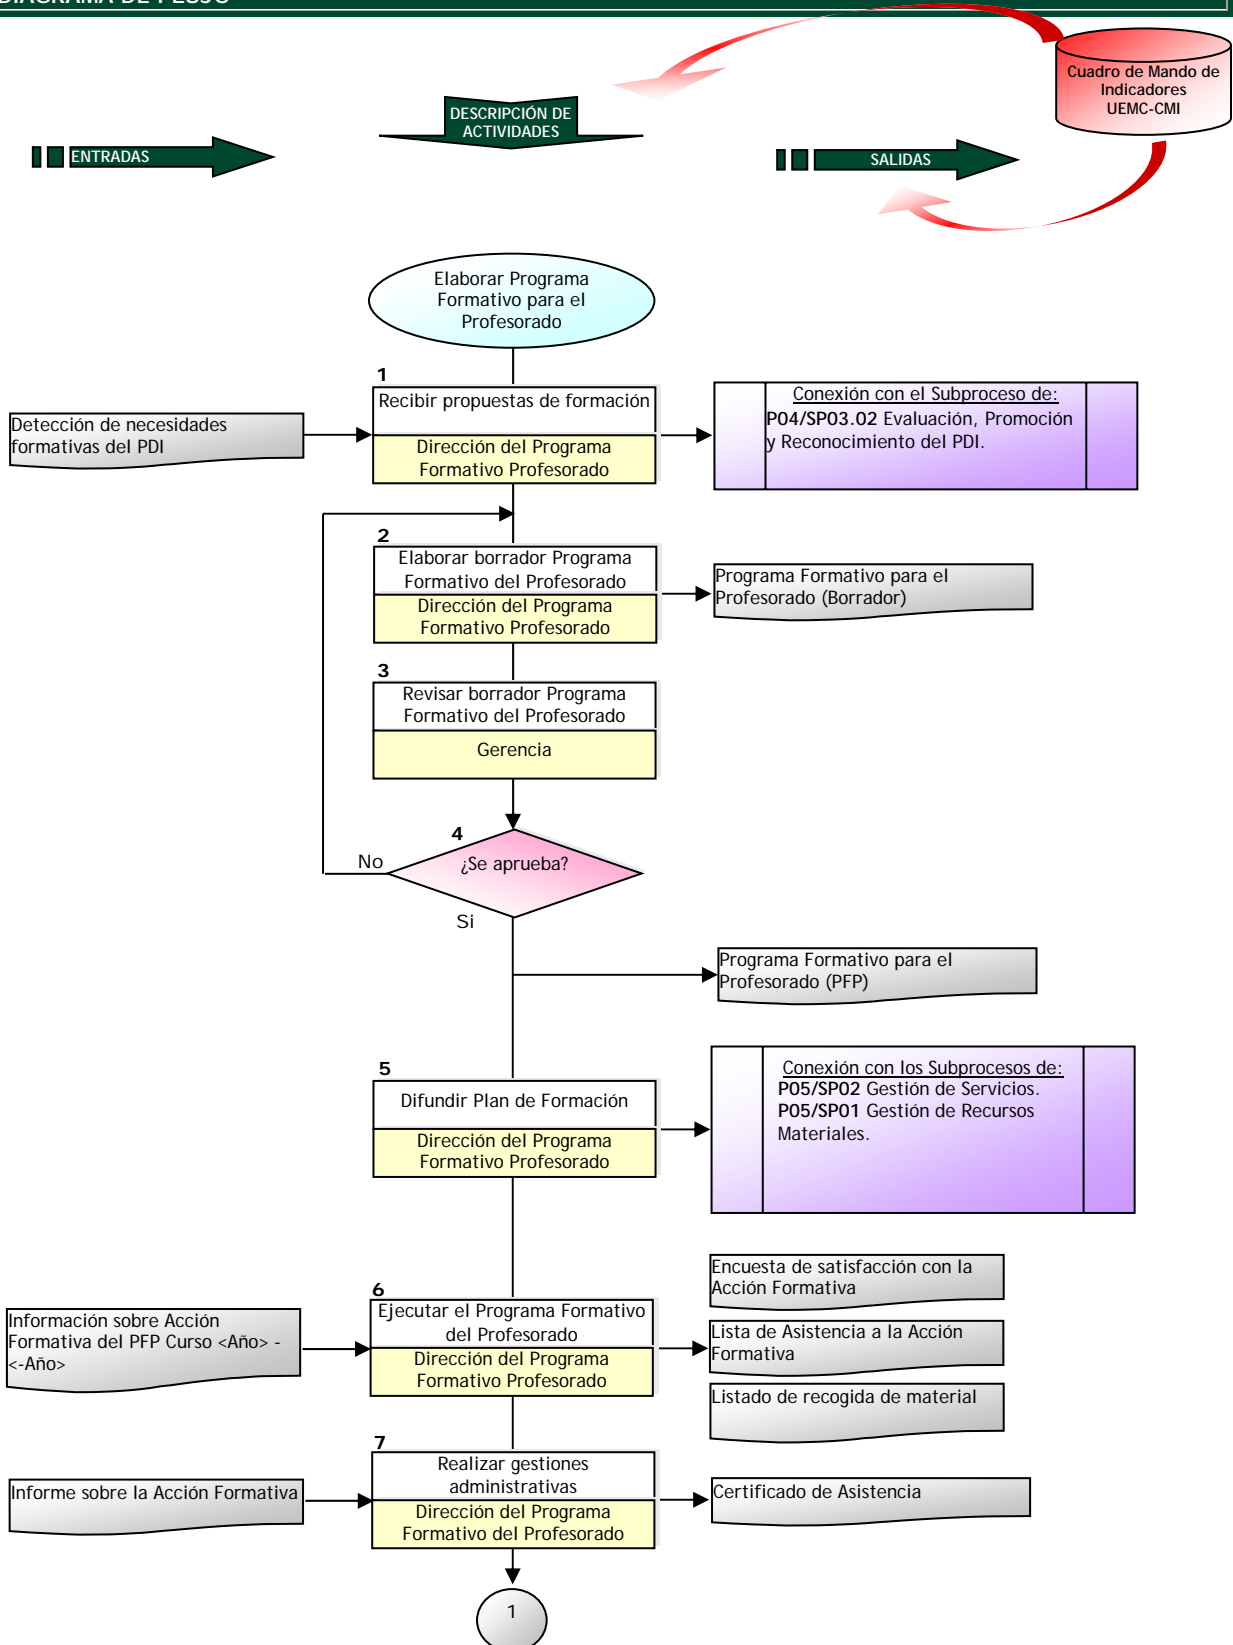 DIAGRAMA DE FLUJO
Cuadro de Mando de
Indicadores
UEMC-CMI
DESCRIPCIÓN DE
ACTIVIDADES
ENTRADAS
SALIDAS
Elaborar Programa
Formativo para el
Profesorado
1
Recibir propuestas de formación
Dirección del Programa
Formativo Profesorado
Detección de necesidades
formativas del PDI
Conexión con el Subproceso de:
P04/SP03.02 Evaluación, Promoción
y Reconocimiento del PDI.
2
Elaborar borrador Programa
Formativo del Profesorado
Dirección del Programa
Formativo Profesorado
Programa Formativo para el
Profesorado (Borrador)
3
Revisar borrador Programa
Formativo del Profesorado
Gerencia
4
¿Se aprueba?
No
Si
Programa Formativo para el
Profesorado (PFP)
5
Difundir Plan de Formación
Dirección del Programa
Formativo Profesorado
Conexión con los Subprocesos de:
P05/SP02 Gestión de Servicios.
P05/SP01 Gestión de Recursos
Materiales.
6
Ejecutar el Programa Formativo
del Profesorado
Dirección del Programa
Formativo Profesorado
Información sobre Acción
Formativa del PFP Curso <Año> -
<-Año>
Encuesta de satisfacción con la
Acción Formativa
Lista de Asistencia a la Acción
Formativa
Listado de recogida de material
7
Realizar gestiones
administrativas
Dirección del Programa
Formativo del Profesorado
Informe sobre la Acción Formativa
Certificado de Asistencia
1